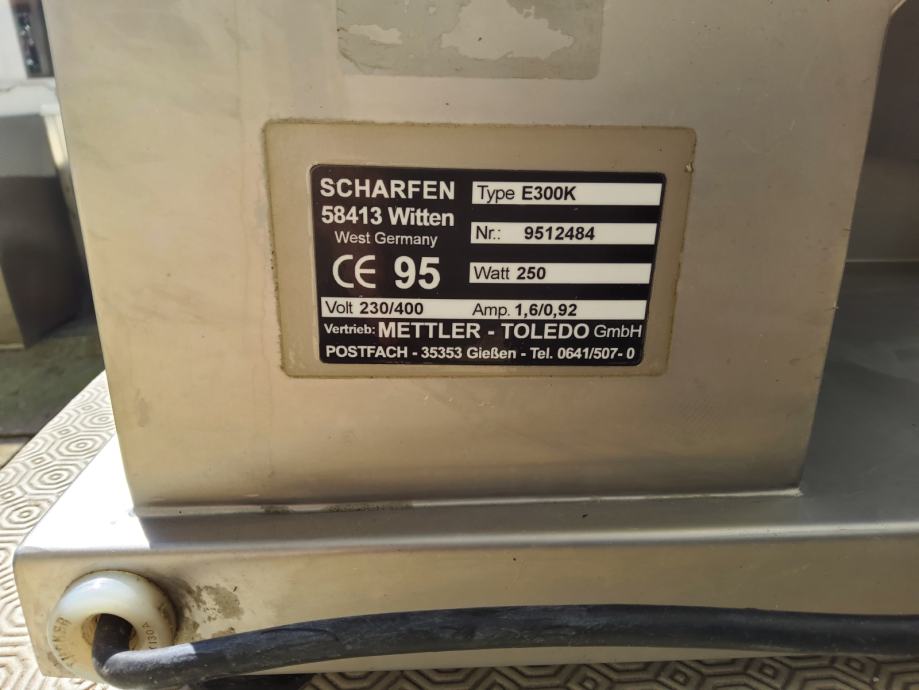 SCHARFEN
58413 Witten
West Germany
CE 95
Type E300K
Nr.: 9512484
Watt 250
Volt 230/400 Amp. 1,6/0,92
Vertrieb: METTLER - TOLEDO GmbH
POSTFACH - 35353 Gießen - Tel. 0641/507- 0